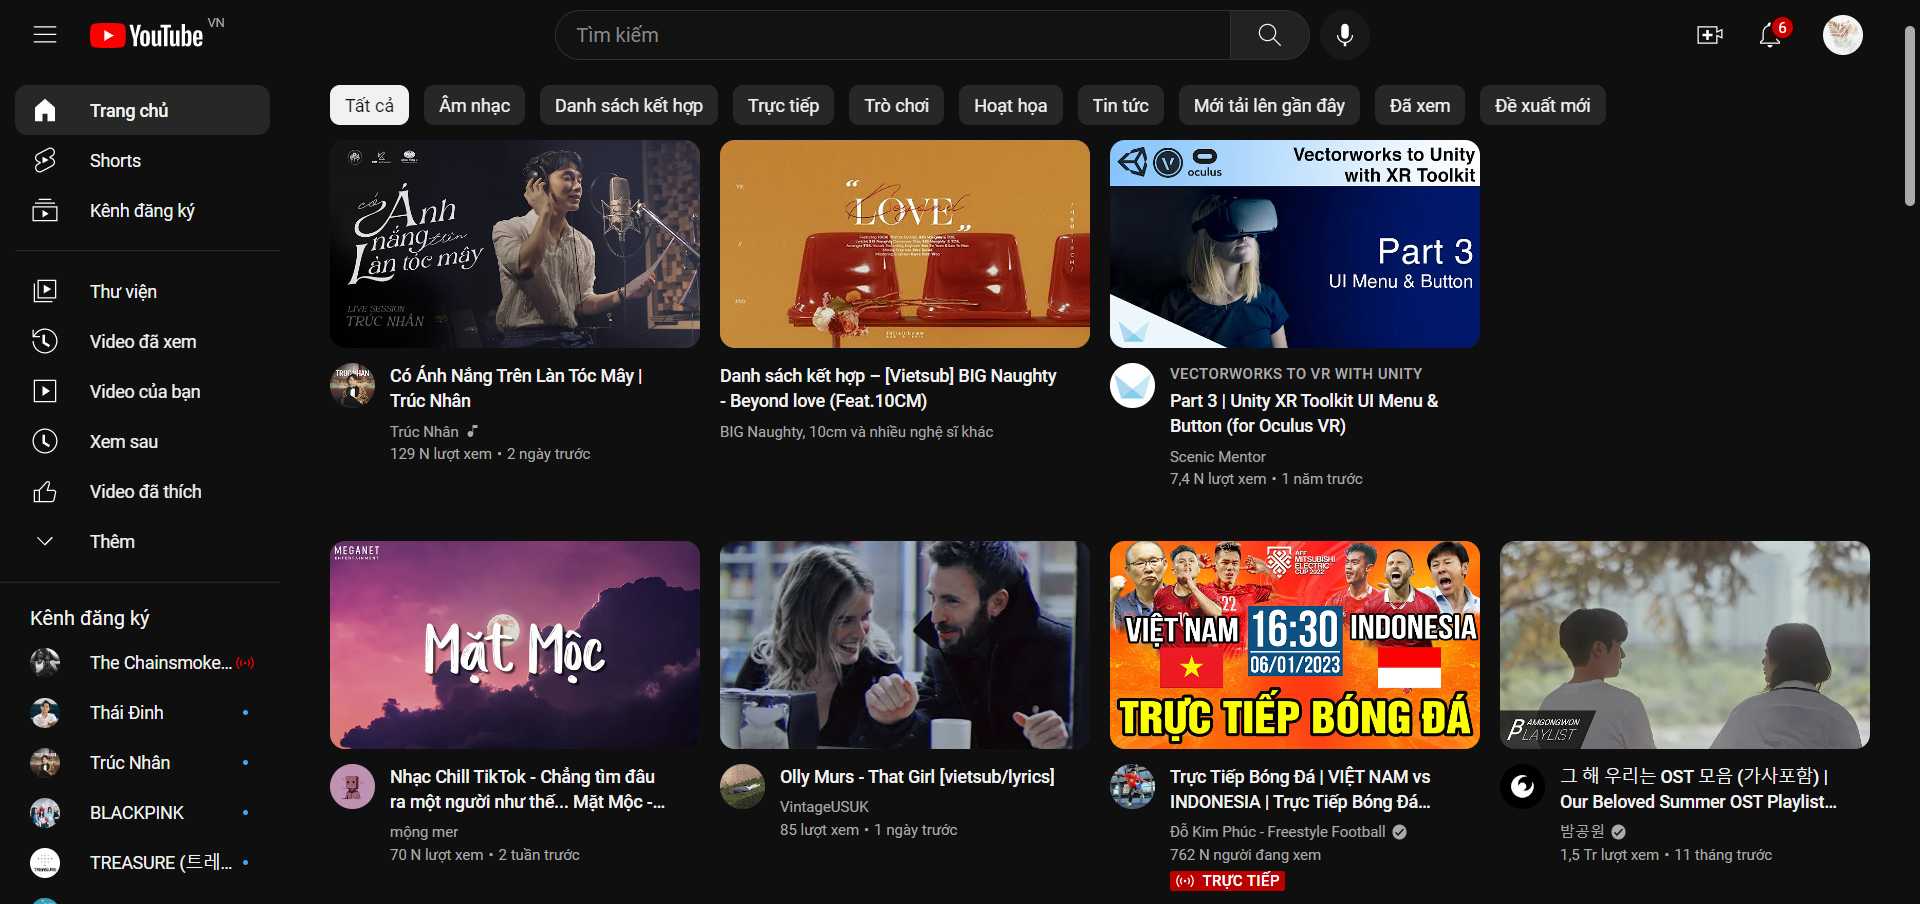 YouTube VN
Tìm kiếm
6
Trang chủ
Shorts
Kênh đăng ký
Thư viện
Video đã xem
Video của bạn
Xem sau
Video đã thích
Thêm
Kênh đăng ký
The Chainsmoke...
Thái Đinh
Trúc Nhân
BLACKPINK
TREASURE (트레...
Tất cả
Âm nhạc
Danh sách kết hợp
Trực tiếp
Trò chơi
Hoạt họa
Tin tức
Mới tải lên gần đây
Đã xem
Đề xuất mới
có Ánh
nắng trên
Làn tóc mây
LIVE SESSION
TRÚC NHÂN
Có Ánh Nắng Trên Làn Tóc Mây |
Trúc Nhân
Trúc Nhân
129 N lượt xem • 2 ngày trước
“Beyond
LOVE”
Danh sách kết hợp – [Vietsub] BIG Naughty
- Beyond love (Feat.10CM)
BIG Naughty, 10cm và nhiều nghệ sĩ khác
oculus
Vectorworks to Unity
with XR Toolkit
Part 3
UI Menu & Button
VECTORWORKS TO VR WITH UNITY
Part 3 | Unity XR Toolkit UI Menu &
Button (for Oculus VR)
Scenic Mentor
7,4 N lượt xem • 1 năm trước
MEGANET
ENTERTAINMENT
Mặt Mộc
Nhạc Chill TikTok - Chẳng tìm đâu
ra một người như thế... Mặt Mộc -...
mộng mer
70 N lượt xem • 2 tuần trước
Olly Murs - That Girl [vietsub/lyrics]
VintageUSUK
85 lượt xem • 1 ngày trước
AFF
MITSUBISHI
ELECTRIC
CUP 2022
22
VIỆT NAM
16:30
06/01/2023
INDONESIA
TRỰC TIẾP BÓNG ĐÁ
Trực Tiếp Bóng Đá | VIỆT NAM vs
INDONESIA | Trực Tiếp Bóng Đá...
Đỗ Kim Phúc - Freestyle Football
762 N người đang xem
TRỰC TIẾP
BAMGONGWON
PLAYLIST
그 해 우리는 OST 모음 (가사포함) |
Our Beloved Summer OST Playlist...
밤공원
1,5 Tr lượt xem • 11 tháng trước